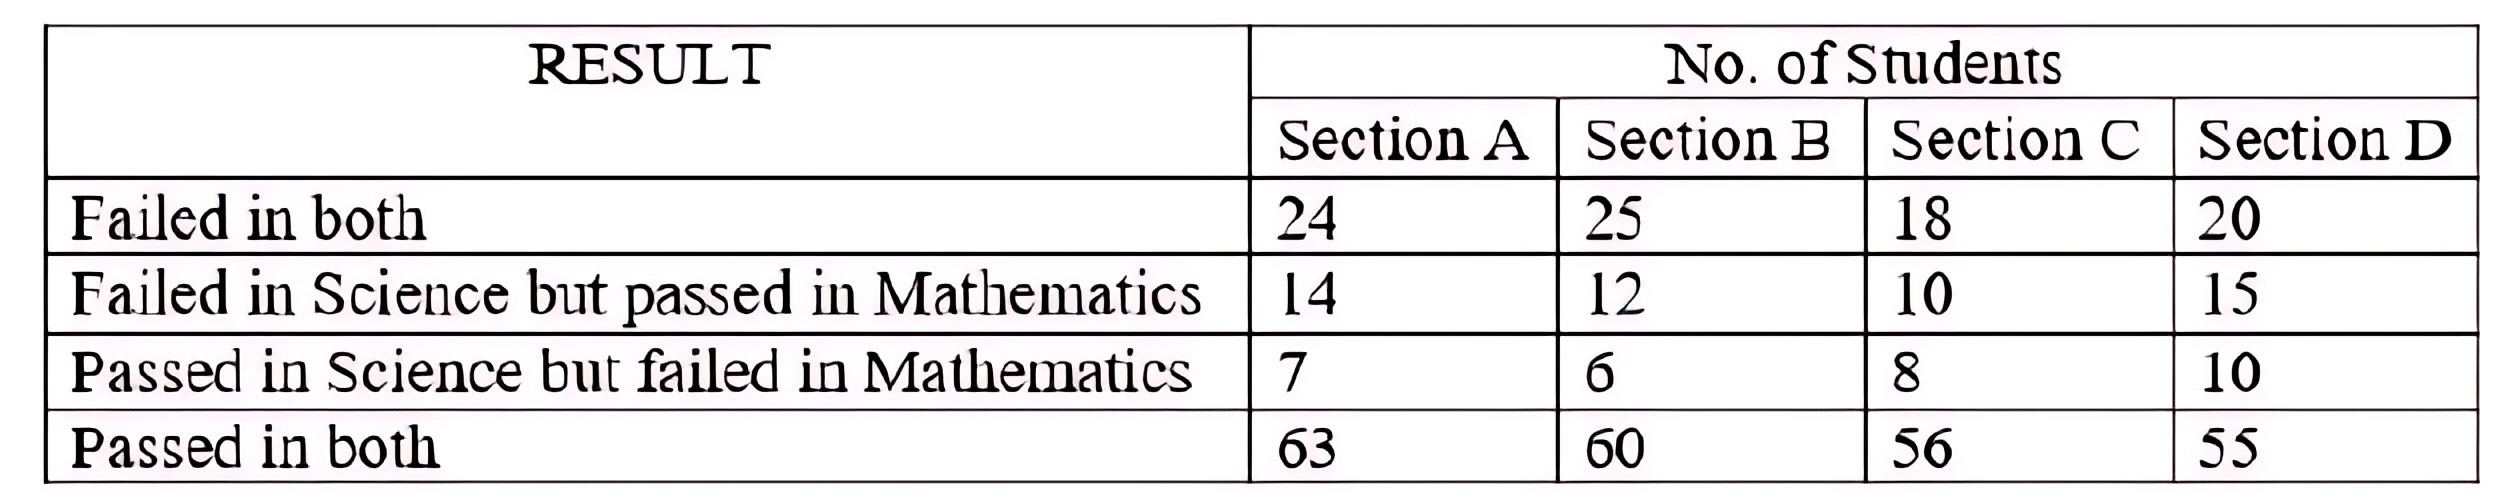 RESULT No. of Students
Section A Section B Section C Section D
Failed in both 24 25 18 20
Failed in Science but passed in Mathematics 14 12 10 15
Passed in Science but failed in Mathematics 7 6 8 10
Passed in both 63 60 56 55